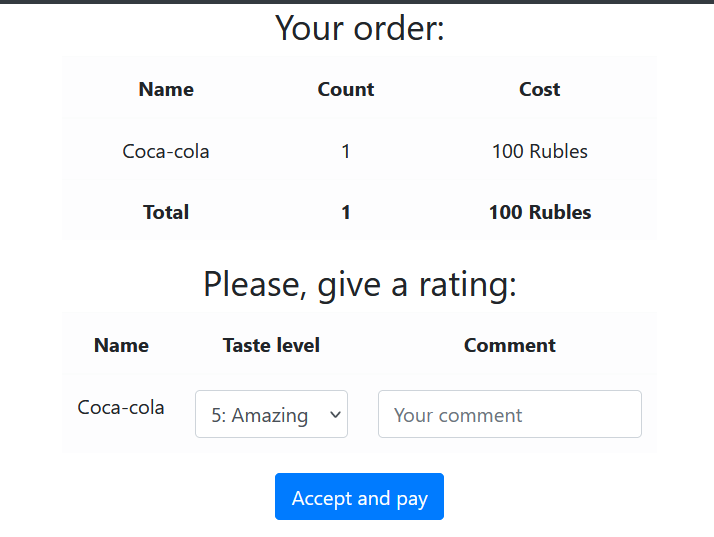 Your order:
Name Count Cost
Coca-cola 1 100 Rubles
Total 1 100 Rubles
Please, give a rating:
Name Taste level Comment
Coca-cola 5: Amazing Your comment
Accept and pay